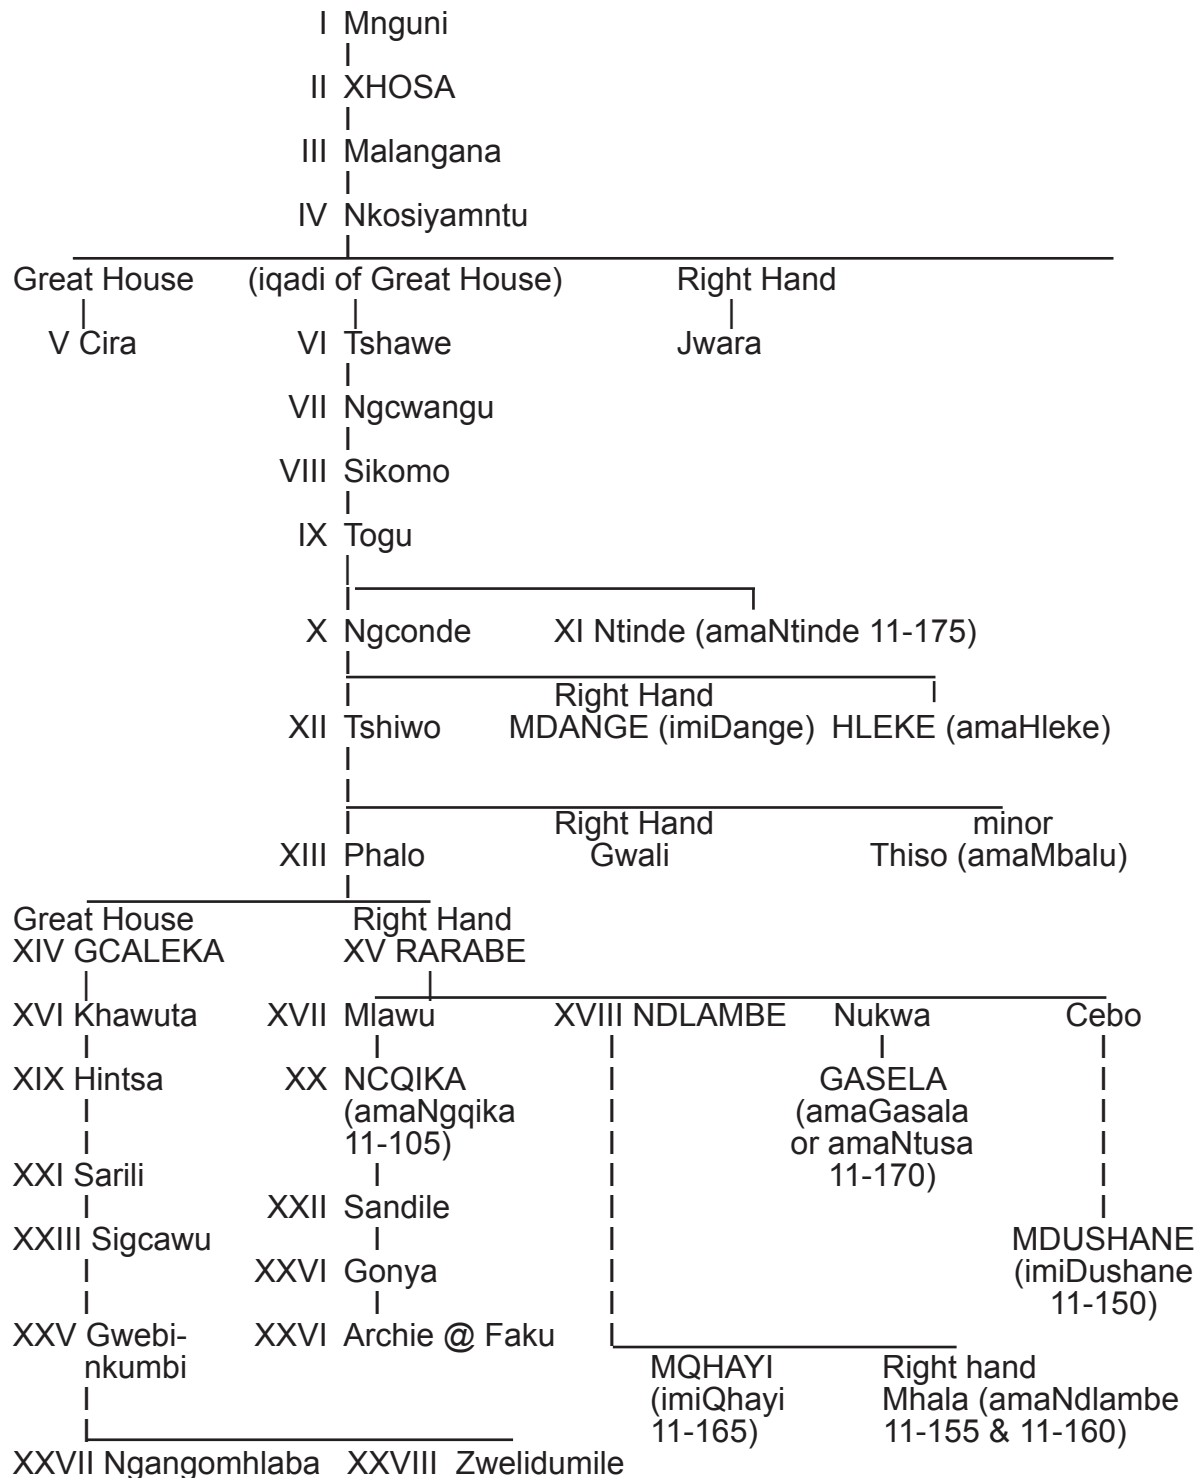 I Mnguni
II XHOSA
III Malangana
IV Nkosiyamntu
Great House (iqadi of Great House) Right Hand
V Cira VI Tshawe Jwara
VII Ngcwangu
VIII Sikomo
IX Togu
X Ngconde XI Ntinde (amaNtinde 11-175)
Right Hand
XII Tshiwo MDANGE (imiDange) HLEKE (amaHleke)
Right Hand minor
XIII Phalo Gwali Thiso (amaMbalu)
Great House Right Hand
XIV GCALEKA XV RARABE
XVI Khawuta XVII Mlawu XVIII NDLAMBE Nukwa Cebo
XIX Hintsa XX NCQIKA GASELA
(amaNgqika (amaGasala
11-105) or amaNtusa
XXI Sarili 11-170)
XXII Sandile
XXIII Sigcawu MDUSHANE
XXVI Gonya (imiDushane
11-150)
XXV Gwebi- XXVI Archie @ Faku
nkumbi MQHAYI Right hand
(imiQhayi Mhala (amaNdlambe
11-165) 11-155 & 11-160)
XXVII Ngangomhlaba XXVIII Zwelidumile